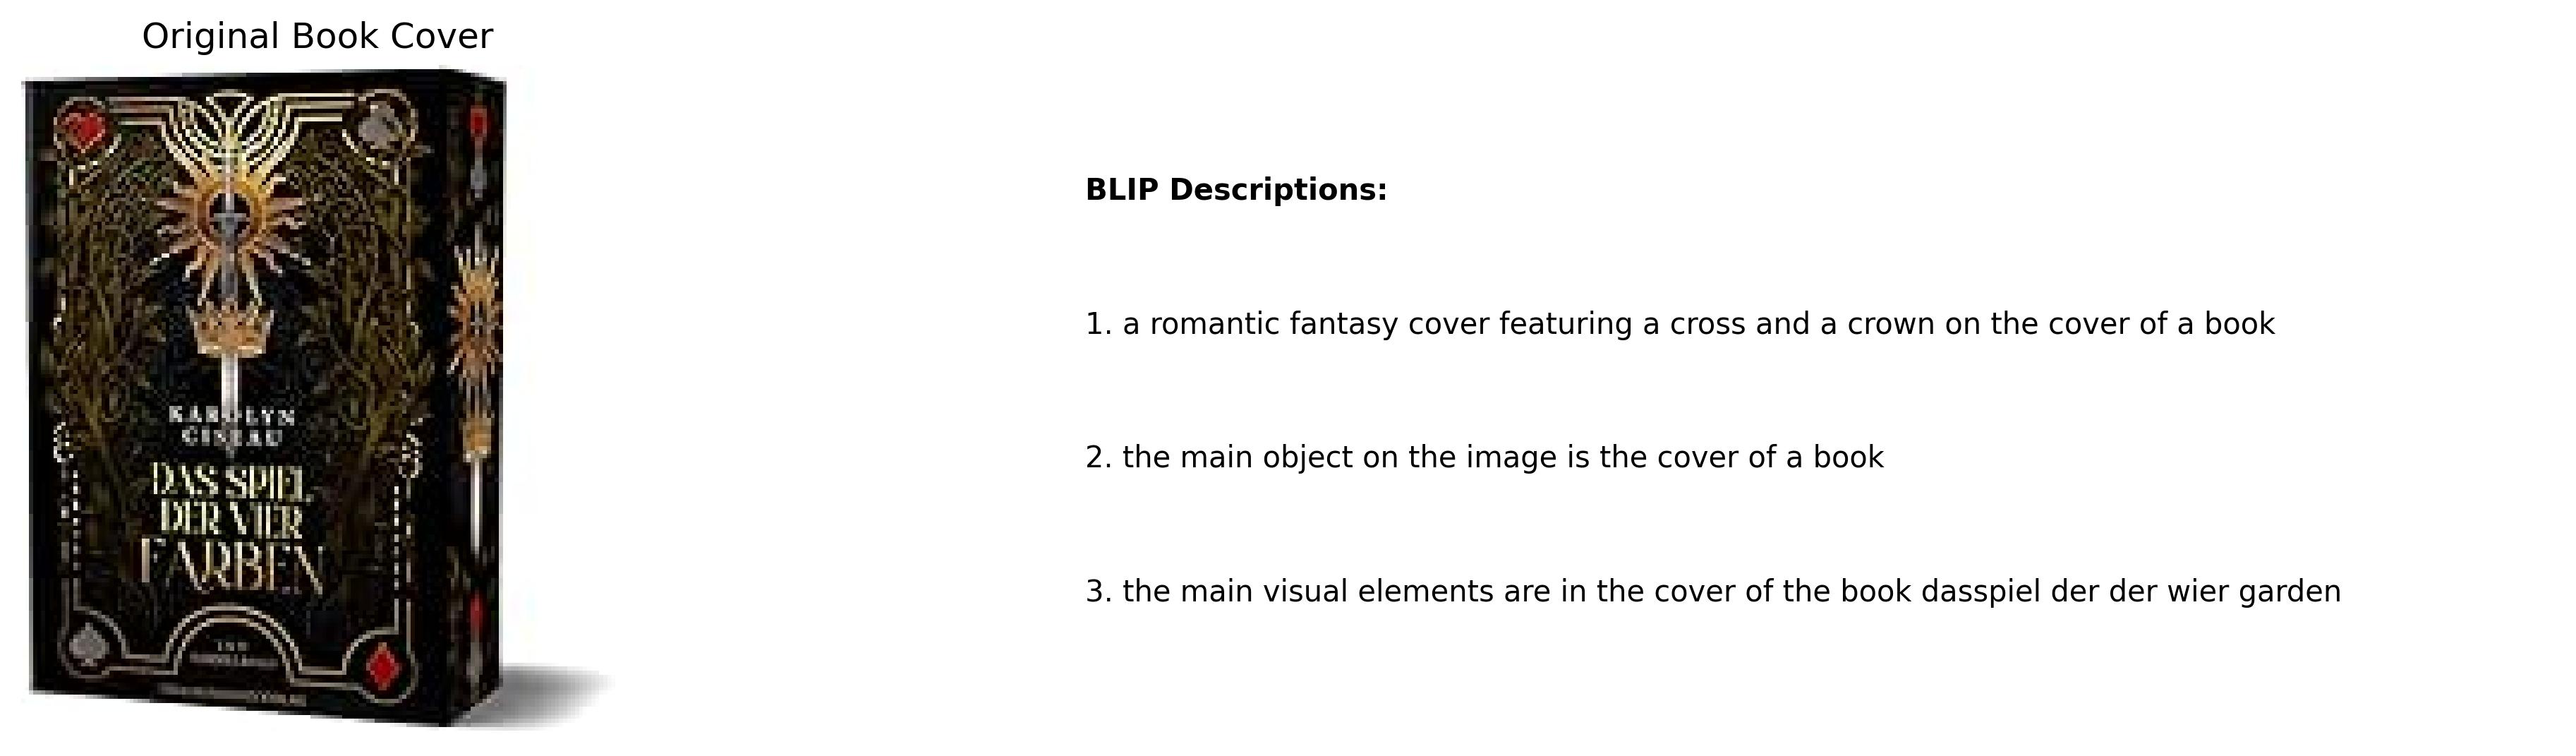 Original Book Cover
KAROLYN
CISEAU
DAS SPIEL
DER VIER
FARBEN
BLIP Descriptions:
1. a romantic fantasy cover featuring a cross and a crown on the cover of a book
2. the main object on the image is the cover of a book
3. the main visual elements are in the cover of the book dasspiel der der wier garden